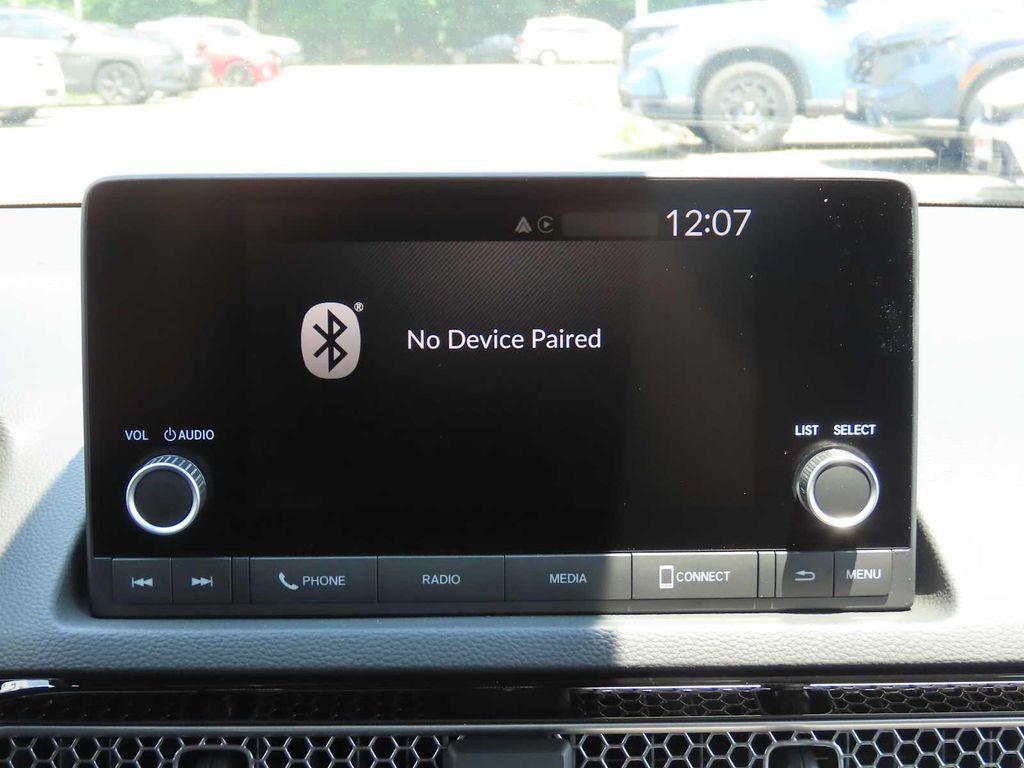 12:07
®
No Device Paired
VOL AUDIO
LIST SELECT
PHONE
RADIO
MEDIA
CONNECT
MENU